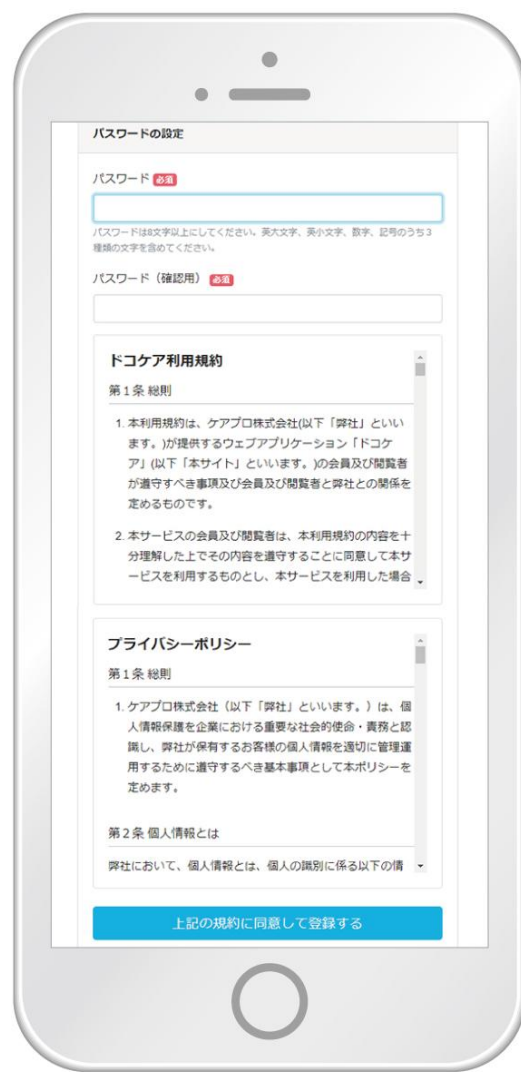 パスワードの設定
パスワード 必須
パスワードは8文字以上にしてください。英大文字、英小文字、数字、記号のうち3
種類の文字を含めてください。
パスワード（確認用） 必須
ドコケア利用規約
第1条 総則
1. 本利用規約は、ケアプロ株式会社(以下「弊社」といい
ます。)が提供するウェブアプリケーション「ドコケ
ア」(以下「本サイト」といいます。)の会員及び閲覧者
が遵守すべき事項及び会員及び閲覧者と弊社との関係を
定めるものです。
2. 本サービスの会員及び閲覧者は、本利用規約の内容を十
分理解した上でその内容を遵守することに同意して本サ
ービスを利用するものとし、本サービスを利用した場合
プライバシーポリシー
第1条 総則
1. ケアプロ株式会社（以下「弊社」といいます。）は、個
人情報保護を企業における重要な社会的使命・責務と認
識し、弊社が保有するお客様の個人情報を適切に管理運
用するために遵守するべき基本事項として本ポリシーを
定めます。
第2条 個人情報とは
弊社において、個人情報とは、個人の識別に係る以下の情
上記の規約に同意して登録する